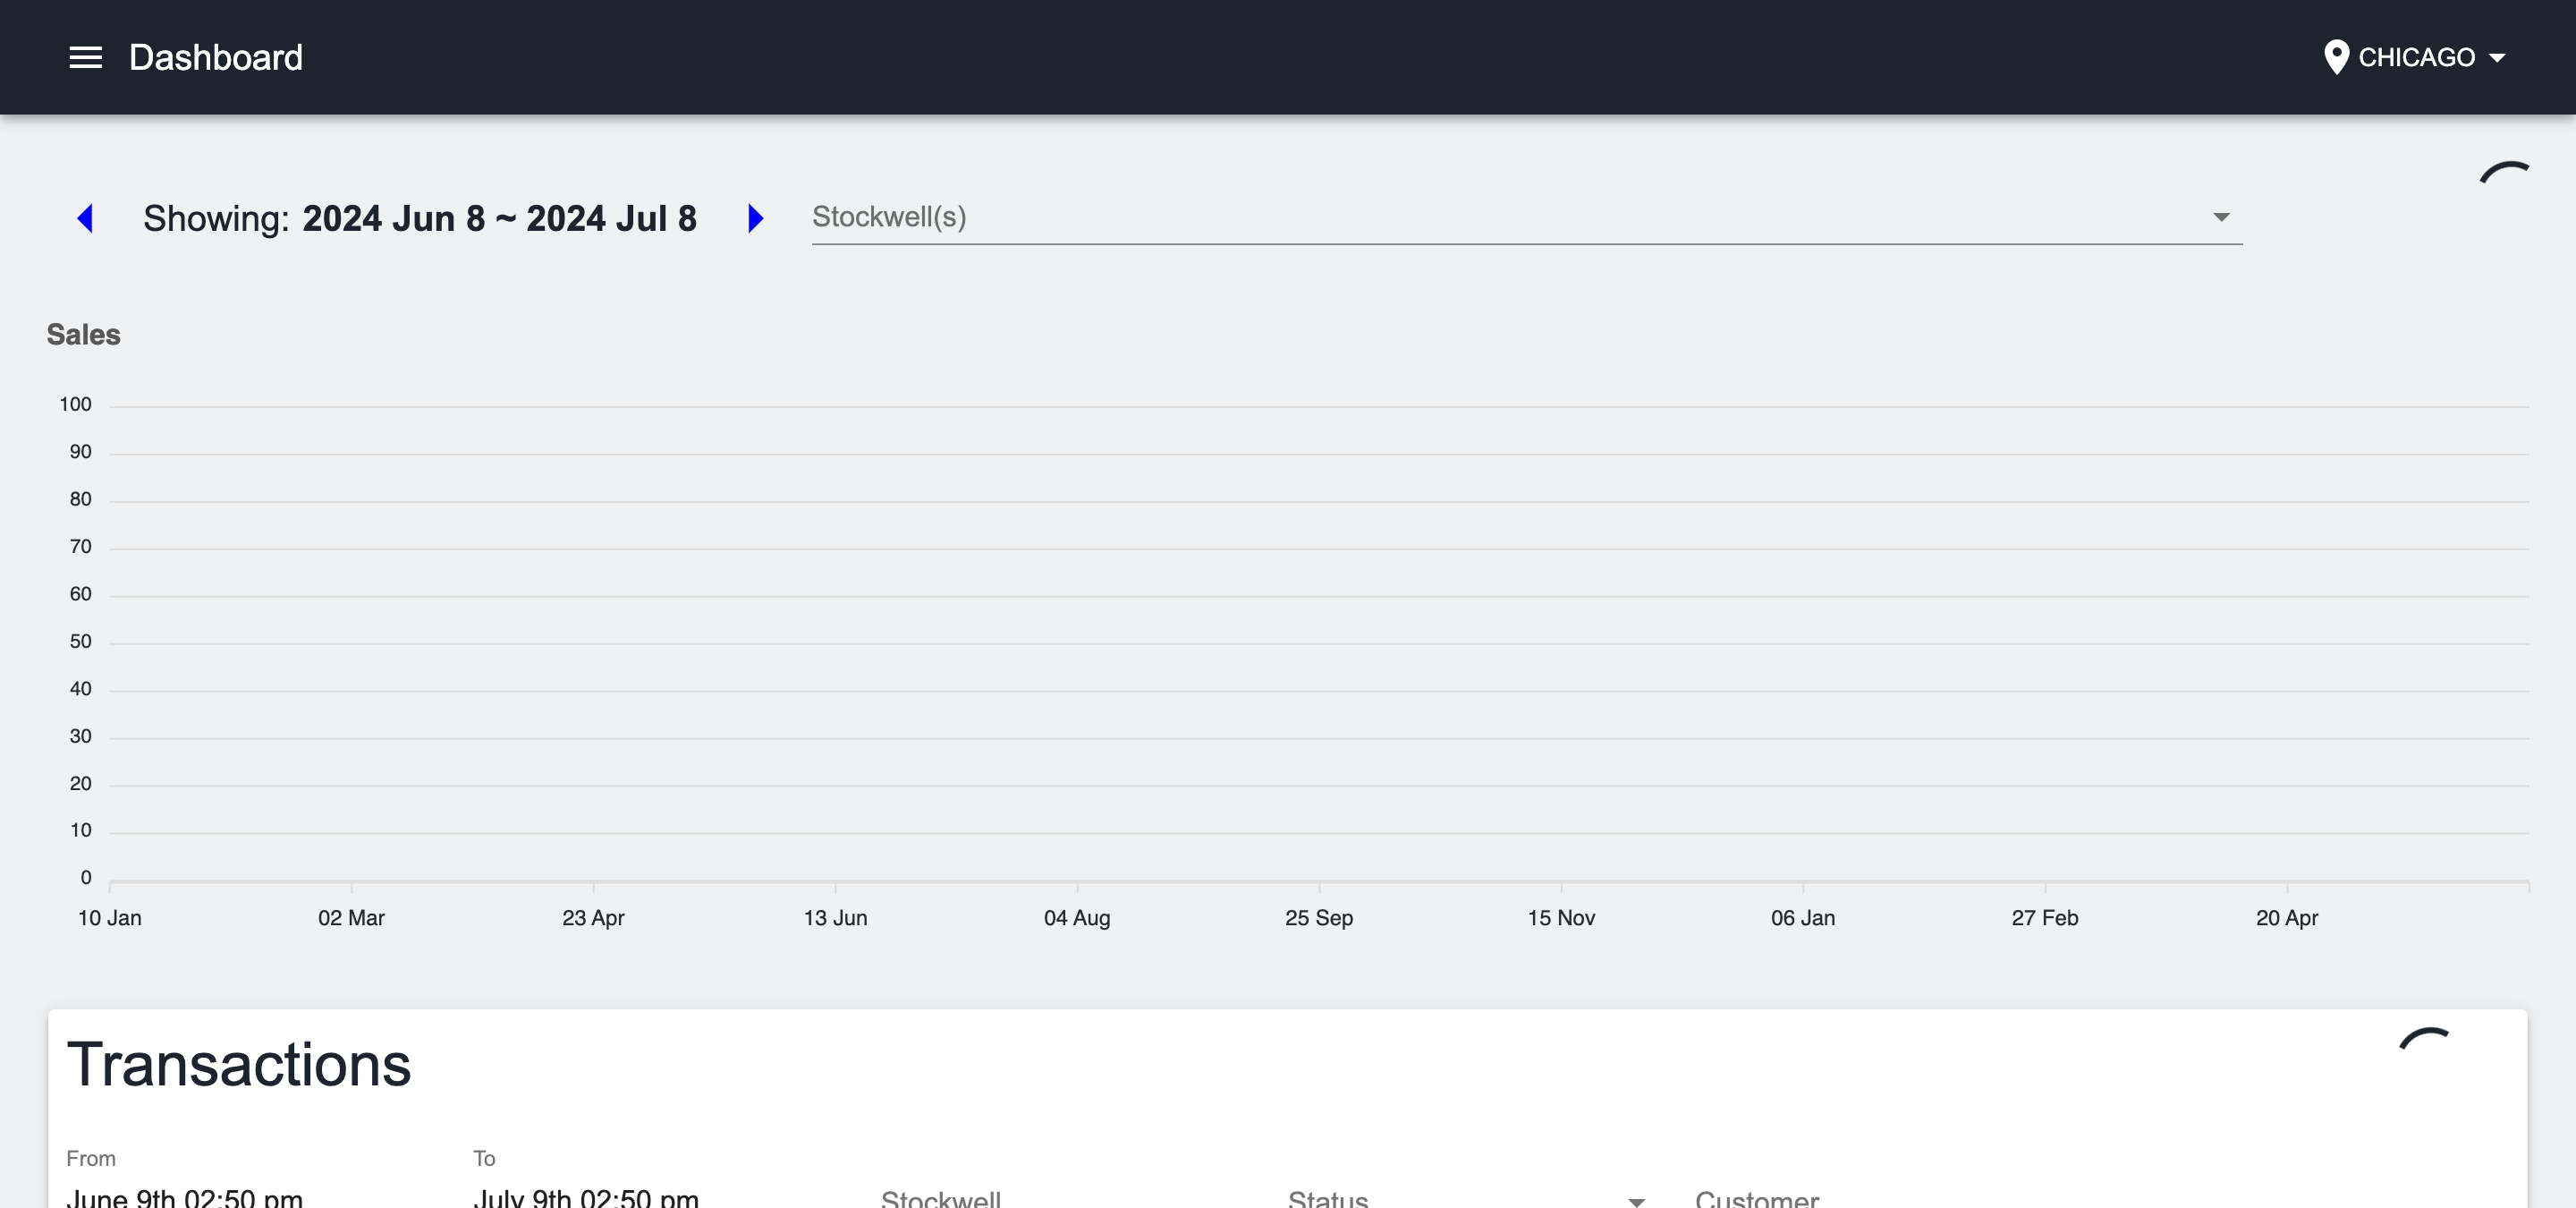 Dashboard
CHICAGO
Showing: 2024 Jun 8 ~ 2024 Jul 8
Stockwell(s)
Sales
100
90
80
70
60
50
40
30
20
10
0
10 Jan 02 Mar 23 Apr 13 Jun 04 Aug 25 Sep 15 Nov 06 Jan 27 Feb 20 Apr
Transactions
From To
June 9th 02:50 pm July 9th 02:50 pm Stockwell Status Customer